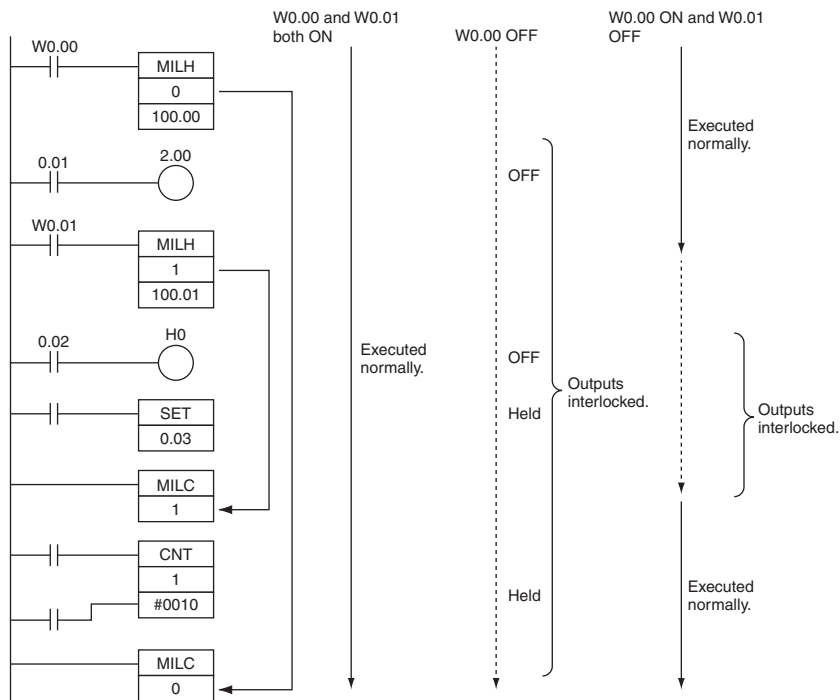 W0.00 and W0.01
both ON
W0.00 OFF
W0.00 ON and W0.01
OFF
W0.00
MILH
0
100.00
Executed
normally.
0.01
2.00
OFF
W0.01
MILH
1
100.01
0.02
H0
Executed
normally.
OFF
Outputs
interlocked.
Held
Outputs
interlocked.
SET
0.03
MILC
1
CNT
1
#0010
Held
Executed
normally.
MILC
0